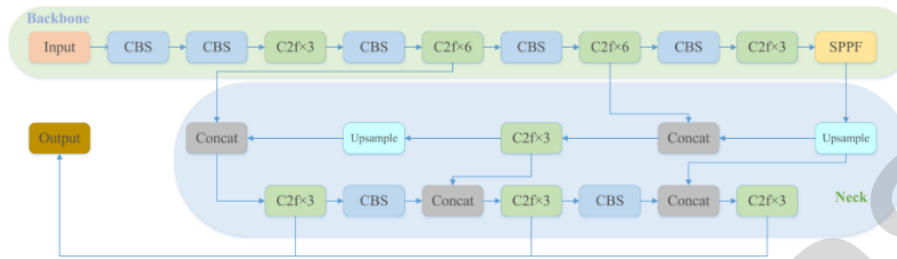 Backbone
Input CBS CBS C2f×3 CBS C2f×6 CBS C2f×6 CBS C2f×3 SPPF
Output Concat Upsample C2f×3 Concat Upsample
C2f×3 CBS Concat C2f×3 CBS Concat C2f×3 Neck